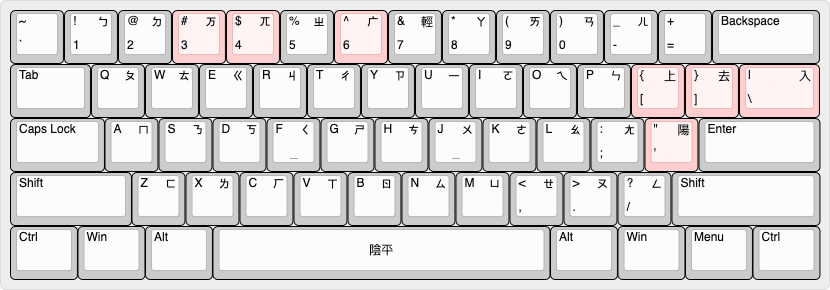 ~ ! ㄅ @ ㄉ # ㄪ $ ㄫ % ㄓ ^ ㄬ & 輕 * ㄚ ( ㄞ ) ㄢ _ ㄦ + Backspace
` 1 2 3 4 5 6 7 8 9 0 - =
Tab Q ㄆ W ㄊ E ㄍ R ㄐ T ㄔ Y ㄗ U ㄧ I ㄛ O ㄟ P ㄣ { 上 } 去 | 入
[ ] \
Caps Lock A ㄇ S ㄋ D ㄎ F ㄑ G ㄕ H ㄘ J ㄨ K ㄜ L ㄠ : ㄤ " 陽 Enter
_ _ ; '
Shift Z ㄈ X ㄌ C ㄏ V ㄒ B ㄖ N ㄙ M ㄩ < ㄝ > ㄡ ? ㄥ Shift
, . /
Ctrl Win Alt 陰平 Alt Win Menu Ctrl